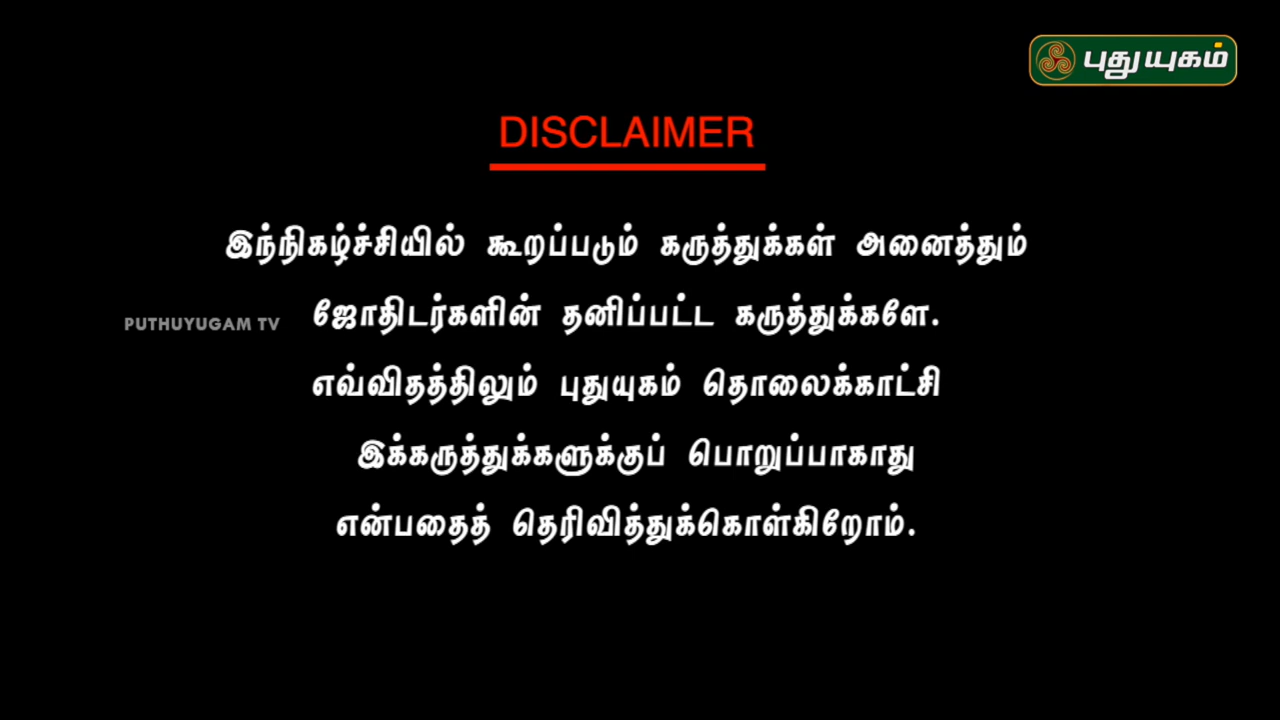 புதுயுகம்
DISCLAIMER
இந்நிகழ்ச்சியில் கூறப்படும் கருத்துக்கள் அனைத்தும்
PUTHUYUGAM TV
ஜோதிடர்களின் தனிப்பட்ட கருத்துக்களே.
எவ்விதத்திலும் புதுயுகம் தொலைக்காட்சி
இக்கருத்துக்களுக்குப் பொறுப்பாகாது
என்பதைத் தெரிவித்துக்கொள்கிறோம்.